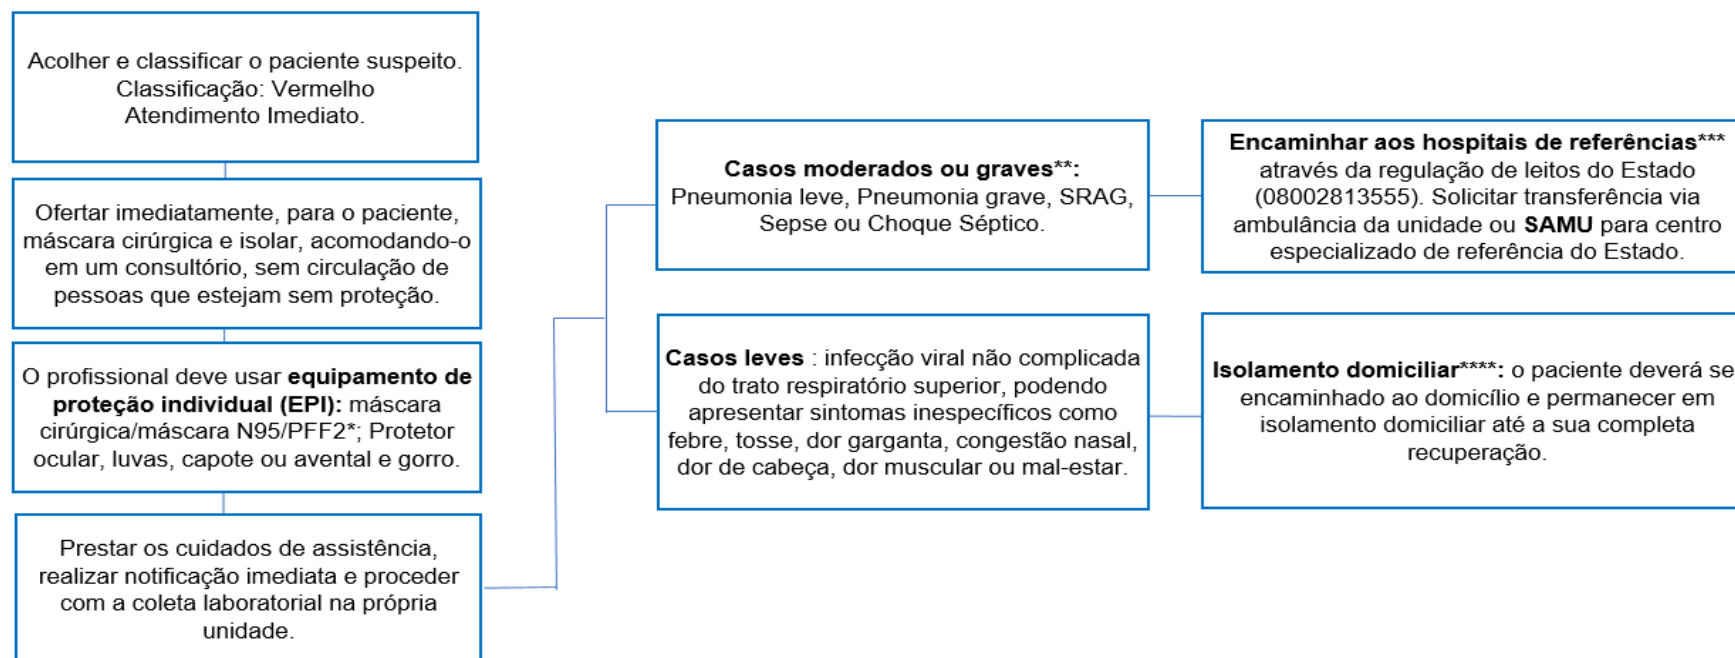 Acolher e classificar o paciente suspeito.
Classificação: Vermelho
Atendimento Imediato.
Ofertar imediatamente, para o paciente,
máscara cirúrgica e isolar, acomodando-o
em um consultório, sem circulação de
pessoas que estejam sem proteção.
O profissional deve usar equipamento de
proteção individual (EPI): máscara
cirúrgica/máscara N95/PFF2*; Protetor
ocular, luvas, capote ou avental e gorro.
Prestar os cuidados de assistência,
realizar notificação imediata e proceder
com a coleta laboratorial na própria
unidade.
Casos moderados ou graves**:
Pneumonia leve, Pneumonia grave, SRAG,
Sepse ou Choque Séptico.
Encaminhar aos hospitais de referências***
através da regulação de leitos do Estado
(08002813555). Solicitar transferência via
ambulância da unidade ou SAMU para centro
especializado de referência do Estado.
Casos leves : infecção viral não complicada
do trato respiratório superior, podendo
apresentar sintomas inespecíficos como
febre, tosse, dor garganta, congestão nasal,
dor de cabeça, dor muscular ou mal-estar.
Isolamento domiciliar****: o paciente deverá se
encaminhado ao domicílio e permanecer em
isolamento domiciliar até a sua completa
recuperação.